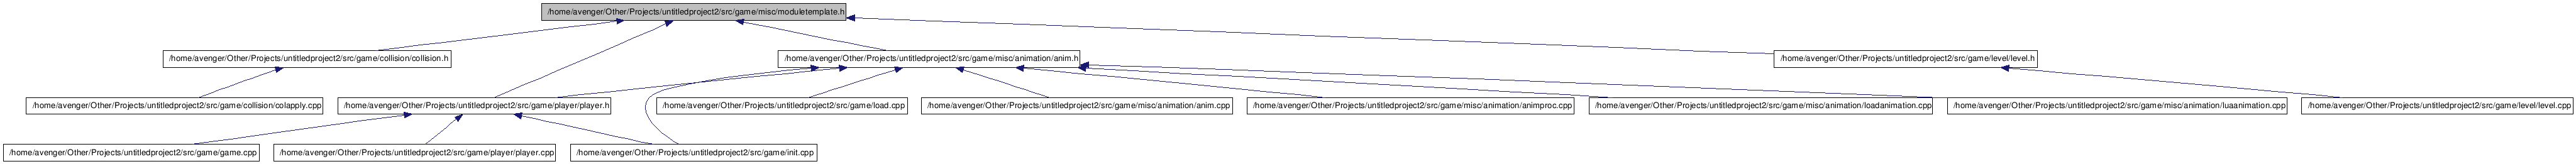 /home/avenger/Other/Projects/untitledproject2/src/game/misc/moduletemplate.h
/home/avenger/Other/Projects/untitledproject2/src/game/collision/collision.h
/home/avenger/Other/Projects/untitledproject2/src/game/misc/animation/anim.h
/home/avenger/Other/Projects/untitledproject2/src/game/level/level.h
/home/avenger/Other/Projects/untitledproject2/src/game/collision/colapply.cpp
/home/avenger/Other/Projects/untitledproject2/src/game/player/player.h
/home/avenger/Other/Projects/untitledproject2/src/game/load.cpp
/home/avenger/Other/Projects/untitledproject2/src/game/misc/animation/anim.cpp
/home/avenger/Other/Projects/untitledproject2/src/game/misc/animation/animproc.cpp
/home/avenger/Other/Projects/untitledproject2/src/game/misc/animation/loadanimation.cpp
/home/avenger/Other/Projects/untitledproject2/src/game/misc/animation/luaanimation.cpp
/home/avenger/Other/Projects/untitledproject2/src/game/level/level.cpp
/home/avenger/Other/Projects/untitledproject2/src/game/game.cpp
/home/avenger/Other/Projects/untitledproject2/src/game/player/player.cpp
/home/avenger/Other/Projects/untitledproject2/src/game/init.cpp